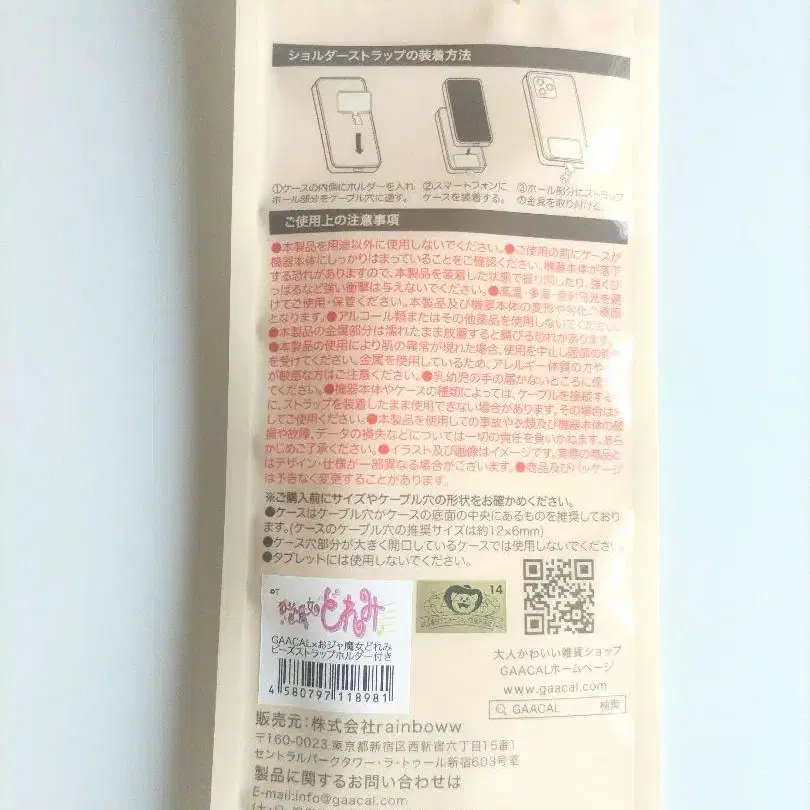 ショルダーストラップの装着方法
①ケースの内側にホルダーを入れ
ホール部分をケーブル穴に通す。
②スマートフォンに
ケースを装着する。
③ホール部分にストラップ
の金具を取り付ける。
ご使用上の注意事項
●本製品を用途以外に使用しないでください。●ご使用の前にケースが
機器本体にしっかりはまっていることをご確認ください。機器本体が落下
する恐れがありますので、本製品を装着した状態で振り回したり、強くひ
っぱるなど強い衝撃は与えないでください。●高温・多湿・直射日光を避
けてご使用・保管ください。本製品及び機器本体の変形や劣化の原因
となります。●アルコール類またはその他薬品を使用しないでください。
●本製品の金属部分は濡れたまま放置すると錆びる恐れがあります。
●本製品の使用により肌の異常が現れた場合、使用を中止し医師の
を受けてください。金属を使用しているため、アレルギー体質の方や
が敏感な方はご注意ください。●乳幼児の手の届かないところに保
てください。●機器本体やケースの種類によっては、ケーブルを接続する
に、ストラップを装着したまま使用できない場合があります。その場合は
してご使用ください。●本製品を使用しての事故や衣類及び機器本体の破
損や故障、データの損失などについては一切の責任を負いかねます。あら
かじめご了承ください。●イラスト及び画像はイメージです。実際の商品と
はデザイン・仕様が一部異なる場合がございます。●商品及びパッケージ
は予告なく変更することがあります。
※ご購入前にサイズやケーブル穴の形状をお確かめください。
●ケースはケーブル穴がケースの底面の中央にあるものを推奨しており
ます。(ケースのケーブル穴の推奨サイズは約12×6mm)
●ケース穴部分が大きく開口しているケースでは使用しないでください。
●タブレットには使用しないでください。
©T
おジャ魔女どれみ
GAACAL×おジャ魔女どれみ
ビーズストラップホルダー付き
4 580797 118981
14
大人かわいい雑貨ショップ
GAACALホームページ
www.gaacal.com
GAACAL 検索
販売元:株式会社rainboww
〒160-0023 東京都新宿区西新宿六丁目15番1
セントラルパークタワー・ラ・トゥール新宿603号室
製品に関するお問い合わせは
E-mail:info@gaacal.com